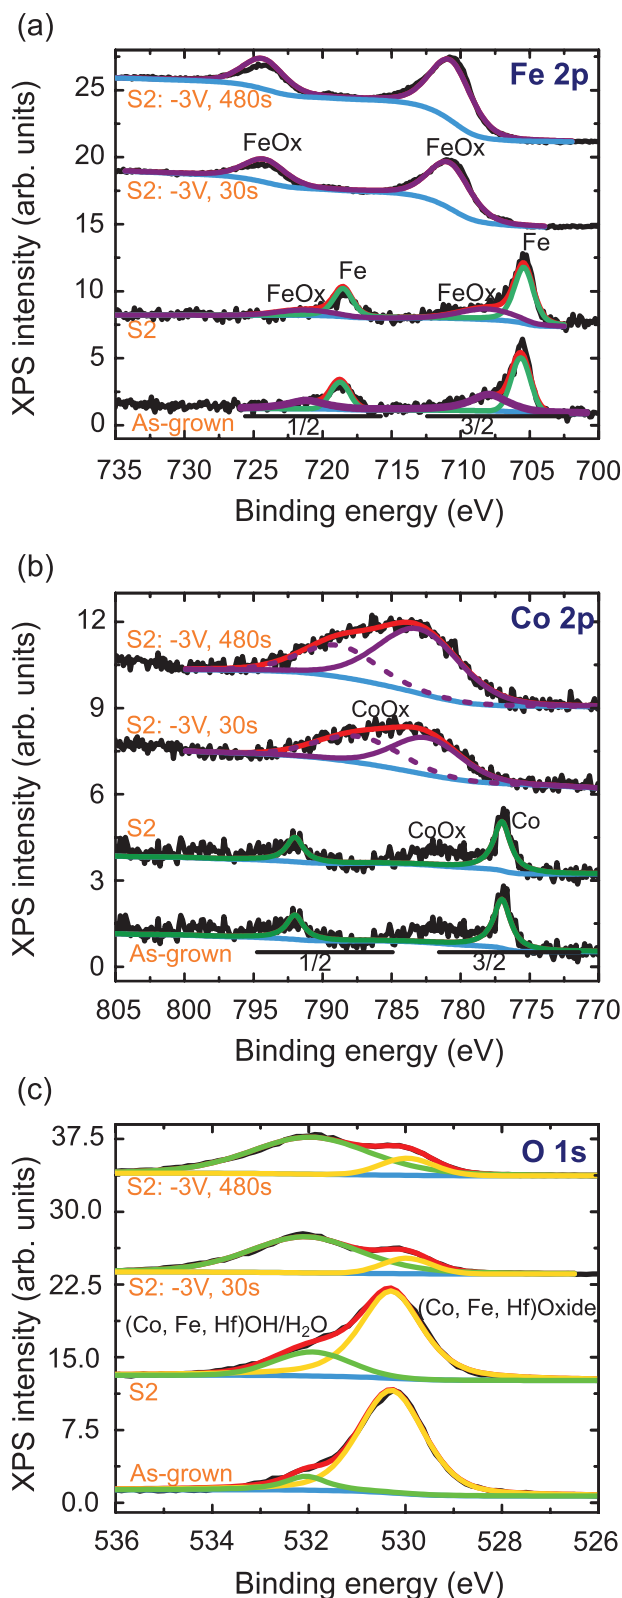 (a)
Fe 2p
S2: -3V, 480s
FeOx
FeOx
S2: -3V, 30s
Fe
Fe
FeOx
FeOx
S2
As-grown
1/2
3/2
25
20
15
10
5
0
XPS intensity (arb. units)
735 730 725 720 715 710 705 700
Binding energy (eV)
(b)
Co 2p
S2: -3V, 480s
S2: -3V, 30s
CoOx
S2
CoOx
Co
As-grown
1/2
3/2
12
9
6
3
0
XPS intensity (arb. units)
805 800 795 790 785 780 775 770
Binding energy (eV)
(c)
O 1s
S2: -3V, 480s
S2: -3V, 30s
(Co, Fe, Hf)OH/H₂O
(Co, Fe, Hf)Oxide
S2
As-grown
37.5
30.0
22.5
15.0
7.5
0.0
XPS intensity (arb. units)
536 534 532 530 528 526
Binding energy (eV)